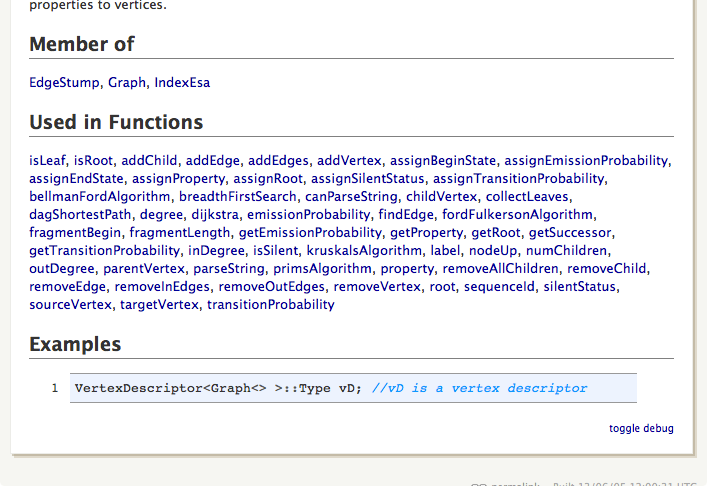 properties to vertices.
Member of
EdgeStump, Graph, IndexEsa
Used in Functions
isLeaf, isRoot, addChild, addEdge, addEdges, addVertex, assignBeginState, assignEmissionProbability,
assignEndState, assignProperty, assignRoot, assignSilentStatus, assignTransitionProbability,
bellmanFordAlgorithm, breadthFirstSearch, canParseString, childVertex, collectLeaves,
dagShortestPath, degree, dijkstra, emissionProbability, findEdge, fordFulkersonAlgorithm,
fragmentBegin, fragmentLength, getEmissionProbability, getProperty, getRoot, getSuccessor,
getTransitionProbability, inDegree, isSilent, kruskalsAlgorithm, label, nodeUp, numChildren,
outDegree, parentVertex, parseString, primsAlgorithm, property, removeAllChildren, removeChild,
removeEdge, removeInEdges, removeOutEdges, removeVertex, root, sequenceId, silentStatus,
sourceVertex, targetVertex, transitionProbability
Examples
1 VertexDescriptor<Graph<> >::Type vD; //vD is a vertex descriptor
toggle debug